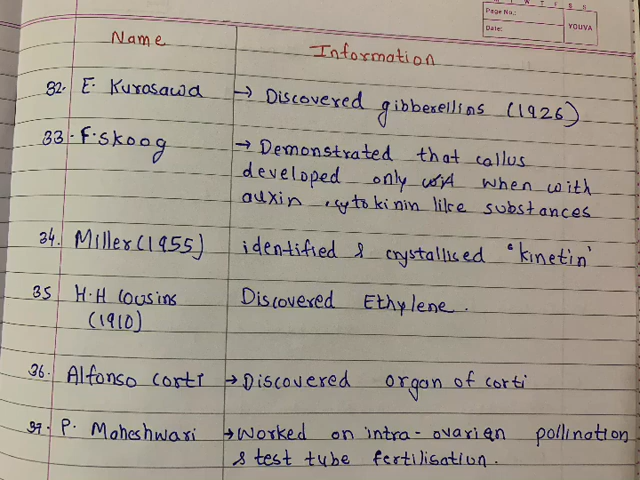 Page No.:
Date:
YOUVA
Name Information
32. E. Kurosawa → Discovered gibberellins (1926)
33. F. Skoog → Demonstrated that callus
developed only when with
auxin, cytokinin like substances
34. Miller (1955) identified & crystallised 'kinetin'
35 H.H Cousins Discovered Ethylene.
(1910)
36. Alfonso Corti → Discovered organ of corti
37. P. Maheshwari → Worked on intra-ovarian pollination
& test tube fertilisation.